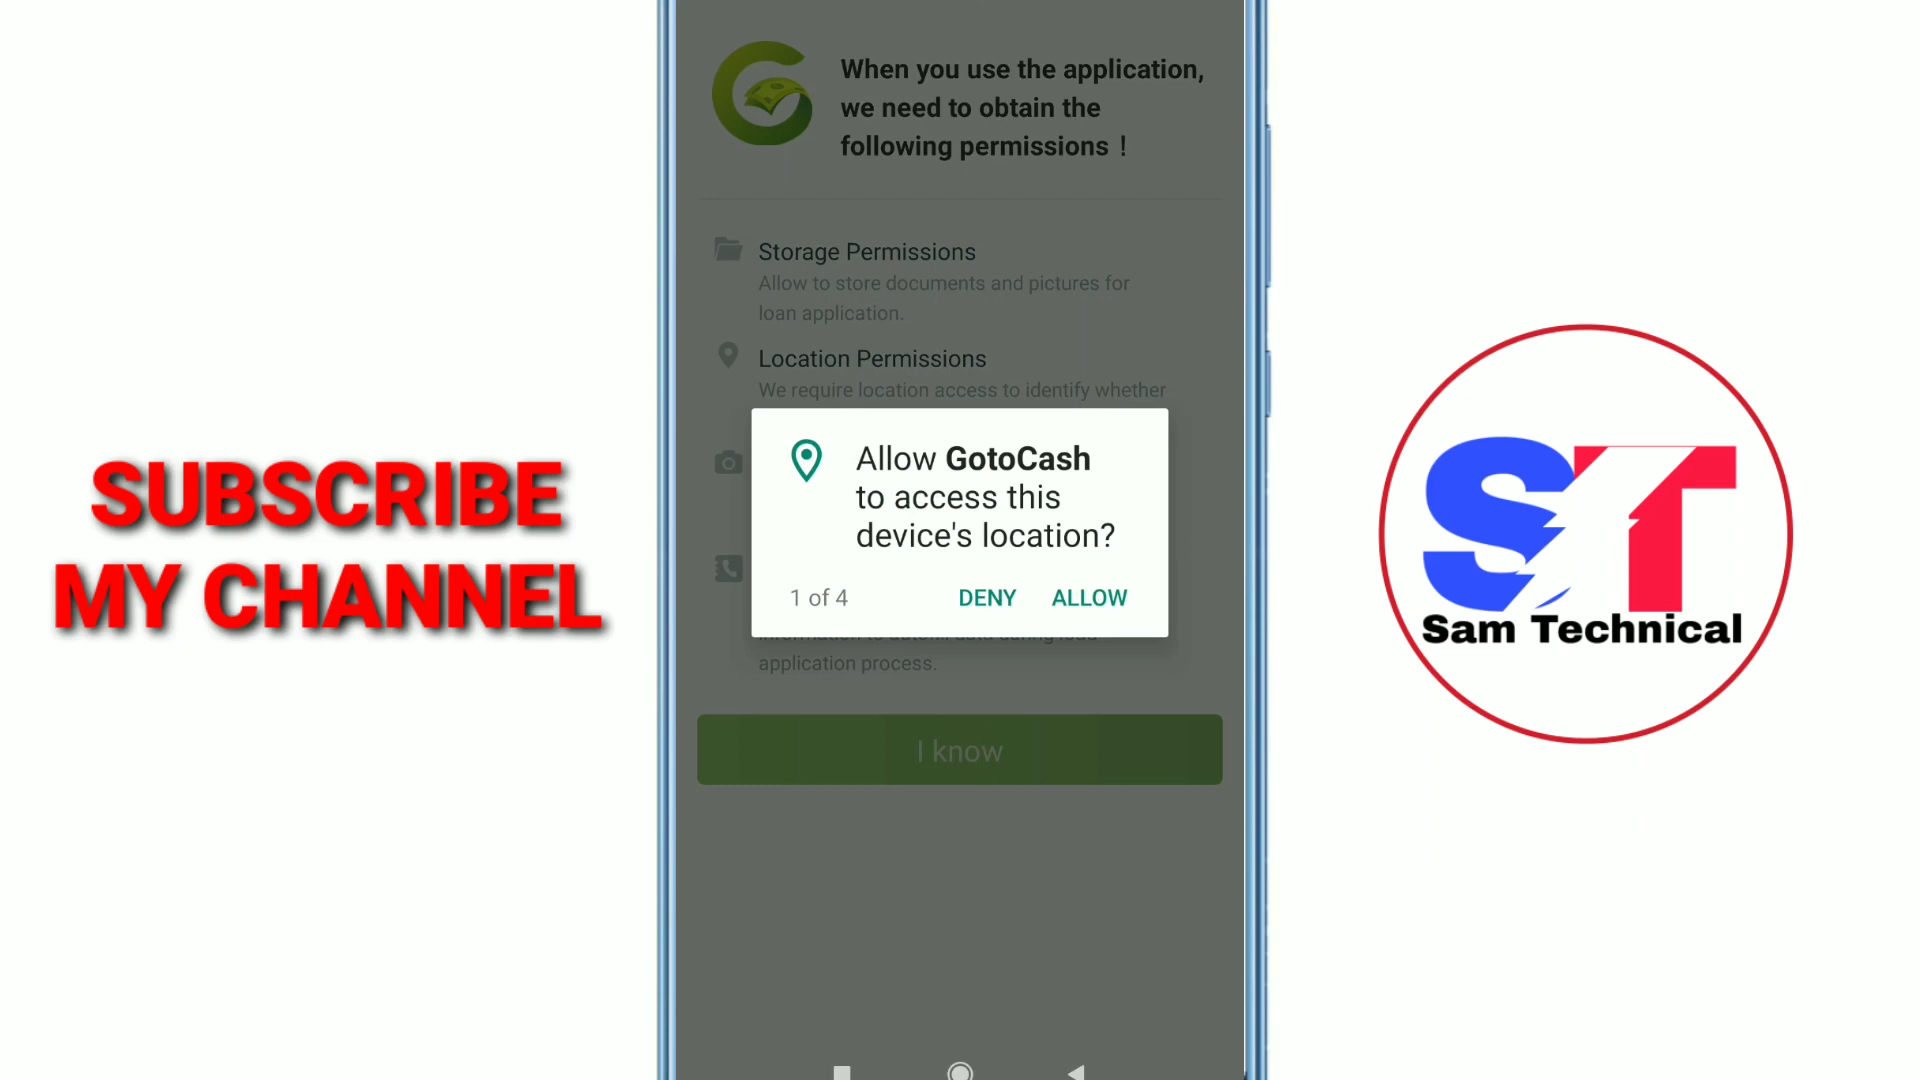 When you use the application,
we need to obtain the
following permissions !
Storage Permissions
Allow to store documents and pictures for
loan application.
Location Permissions
We require location access to identify whether
Allow GotoCash
to access this
device's location?
1 of 4 DENY ALLOW
application process.
I know
SUBSCRIBE
MY CHANNEL
ST
Sam Technical